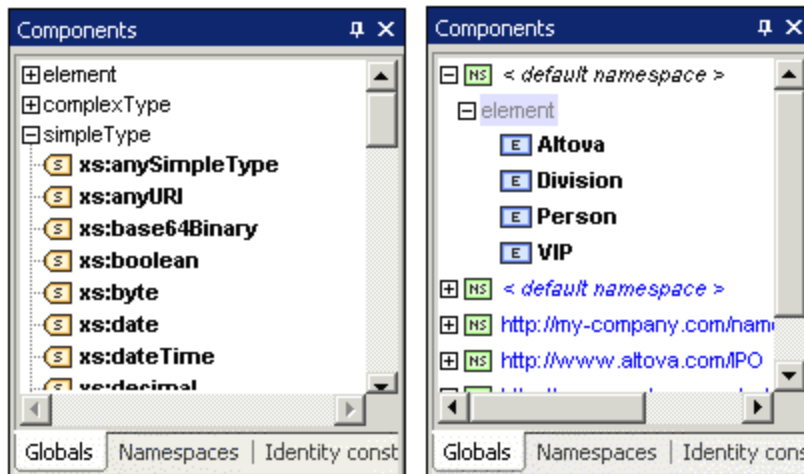 Components
element
complexType
simpleType
S xs:anySimpleType
S xs:anyURI
S xs:base64Binary
S xs:boolean
S xs:byte
S xs:date
S xs:dateTime
S xs:decimal
Globals Namespaces Identity const
Components
NS < default namespace >
element
E Altova
E Division
E Person
E VIP
NS < default namespace >
NS http://my-company.com/nam
NS http://www.altova.com/IPO
Globals Namespaces Identity cons